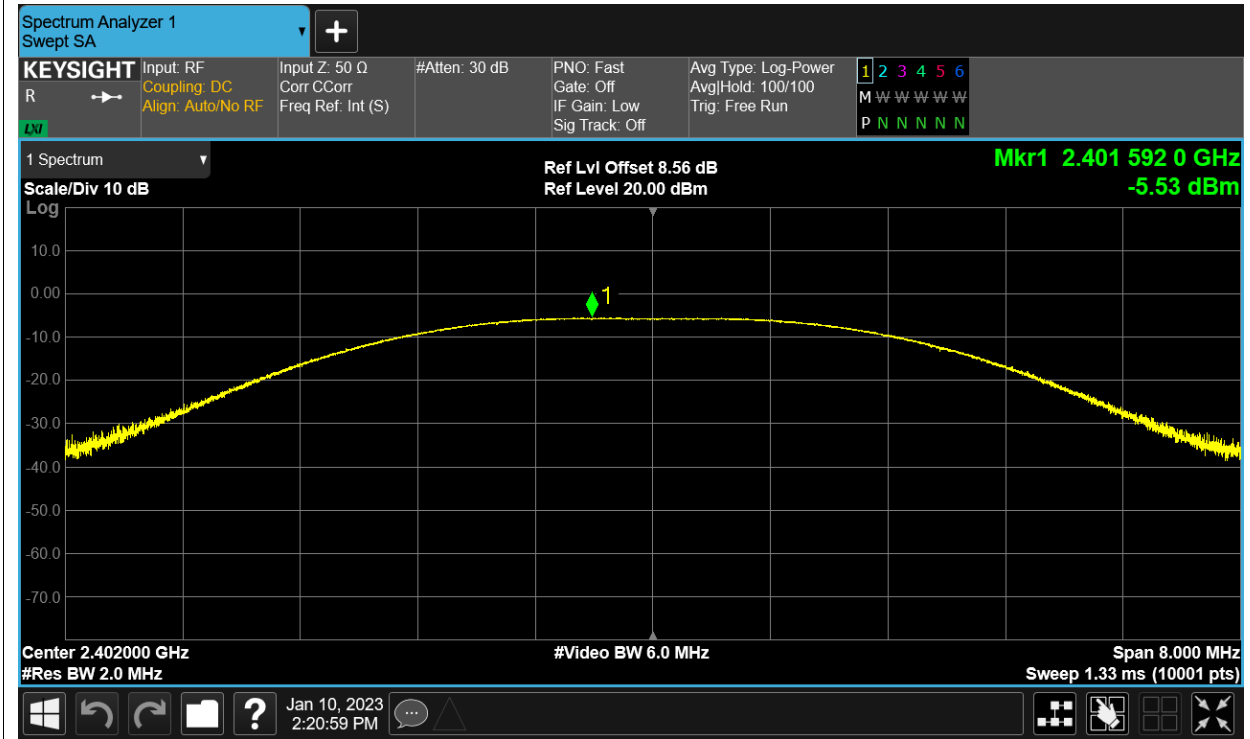 Spectrum Analyzer 1
Swept SA
+
KEYSIGHT
R
LXI
Input: RF
Coupling: DC
Align: Auto/No RF
Input Z: 50 Ω
Corr CCorr
Freq Ref: Int (S)
#Atten: 30 dB
PNO: Fast
Gate: Off
IF Gain: Low
Sig Track: Off
Avg Type: Log-Power
Avg|Hold: 100/100
Trig: Free Run
1 2 3 4 5 6
M W W W W W
P N N N N N
1 Spectrum
Scale/Div 10 dB
Log
Ref Lvl Offset 8.56 dB
Ref Level 20.00 dBm
Mkr1 2.401 592 0 GHz
-5.53 dBm
10.0
0.00
-10.0
-20.0
-30.0
-40.0
-50.0
-60.0
-70.0
1
Center 2.402000 GHz
#Res BW 2.0 MHz
#Video BW 6.0 MHz
Span 8.000 MHz
Sweep 1.33 ms (10001 pts)
?
Jan 10, 2023
2:20:59 PM